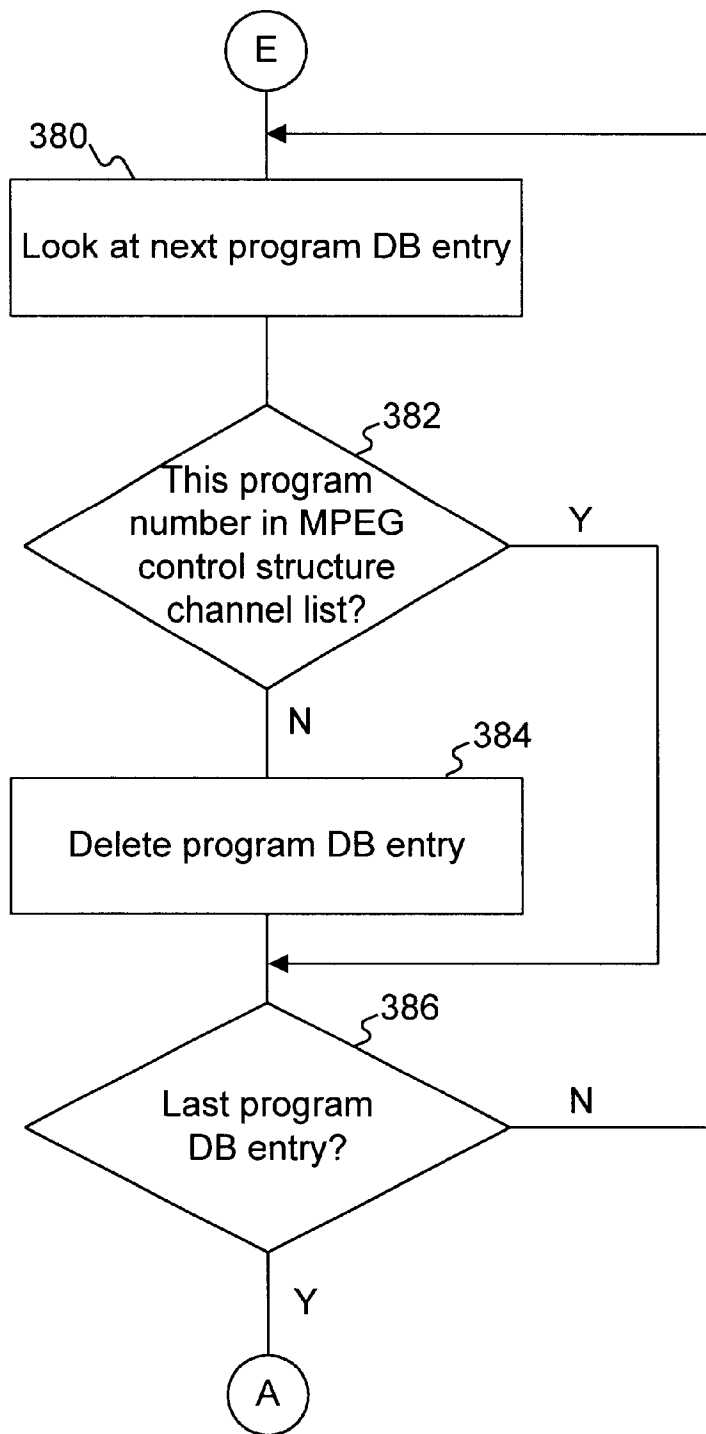 E
380
Look at next program DB entry
382
This program
number in MPEG
control structure
channel list?
Y
N
384
Delete program DB entry
386
Last program
DB entry?
N
Y
A